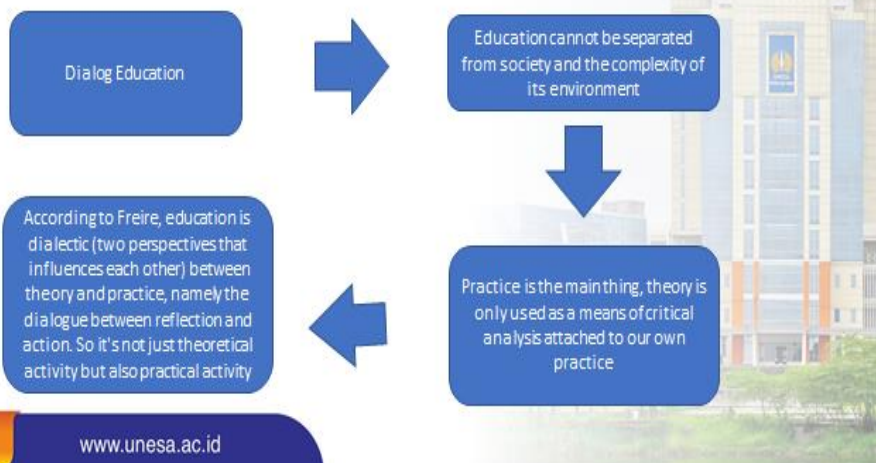 Dialog Education
Education cannot be separated
from society and the complexity of
its environment
Practice is the main thing, theory is
only used as a means of critical
analysis attached to our own
practice
According to Freire, education is
dialectic (two perspectives that
influences each other) between
theory and practice, namely the
dialogue between reflection and
action. So it's not just theoretical
activity but also practical activity
www.unesa.ac.id